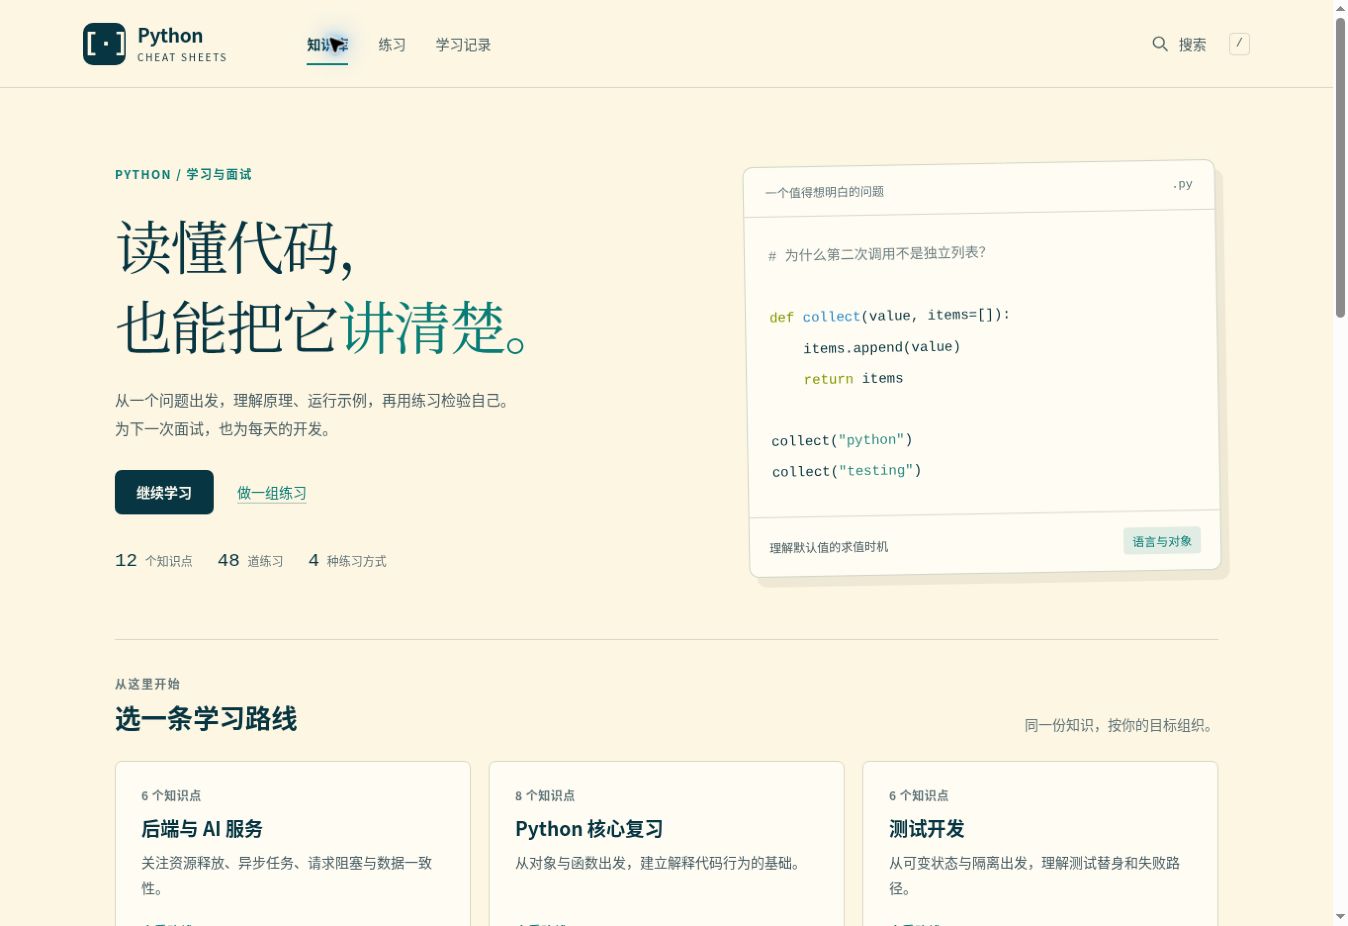 Python
CHEAT SHEETS
练习
学习记录
搜索
/
PYTHON / 学习与面试
读懂代码，
也能把它讲清楚。
从一个问题出发，理解原理、运行示例，再用练习检验自己。
为下一次面试，也为每天的开发。
继续学习
做一组练习
12 个知识点
48 道练习
4 种练习方式
一个值得想明白的问题
.py
# 为什么第二次调用不是独立列表？
def collect(value, items=[]):
items.append(value)
return items
collect("python")
collect("testing")
理解默认值的求值时机
语言与对象
从这里开始
选一条学习路线
同一份知识，按你的目标组织。
6 个知识点
后端与 AI 服务
关注资源释放、异步任务、请求阻塞与数据一致
性。
8 个知识点
Python 核心复习
从对象与函数出发，建立解释代码行为的基础。
6 个知识点
测试开发
从可变状态与隔离出发，理解测试替身和失败路
径。